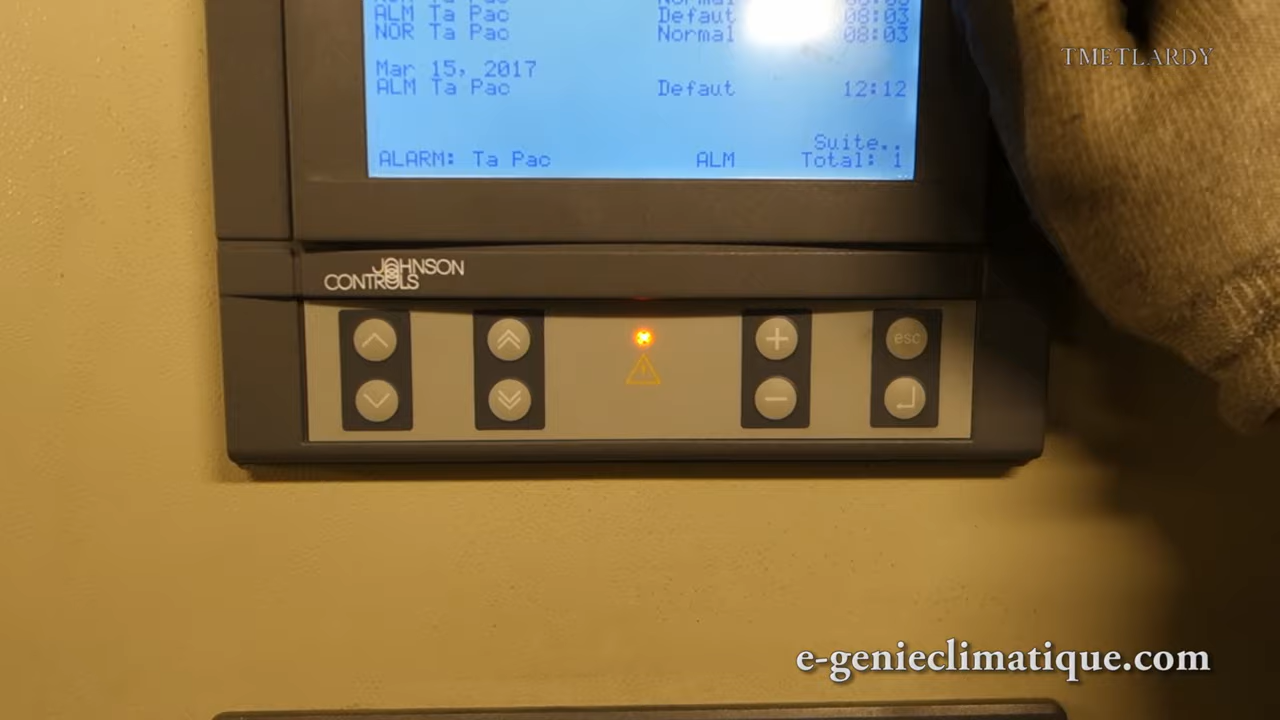 Normal
ALM Ta Pac Defaut 08:03
NOR Ta Pac Normal 08:03
Mar 15, 2017
ALM Ta Pac Defaut 12:12
Suite..
ALARM: Ta Pac ALM Total: 1
JOHNSON
CONTROLS
esc
TMETLARDY
e-genieclimatique.com